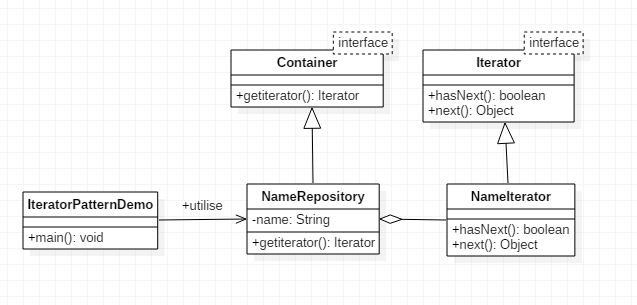 interface
Container
+getiterator(): Iterator
interface
Iterator
+hasNext(): boolean
+next(): Object
IteratorPatternDemo
+main(): void
+utilise
NameRepository
-name: String
+getiterator(): Iterator
NameIterator
+hasNext(): boolean
+next(): Object